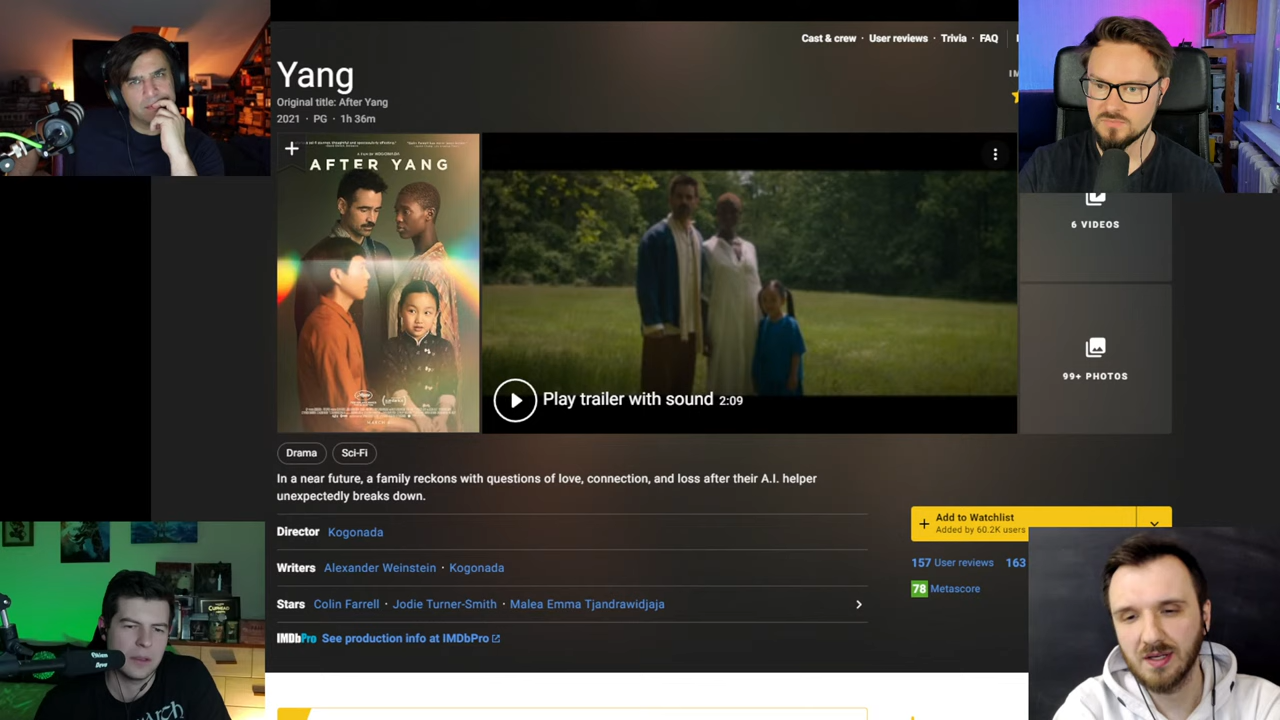 Cast & crew · User reviews · Trivia · FAQ
Yang
Original title: After Yang
2021 · PG · 1h 36m
AFTER YANG
6 VIDEOS
99+ PHOTOS
Play trailer with sound 2:09
Drama
Sci-Fi
In a near future, a family reckons with questions of love, connection, and loss after their A.I. helper
unexpectedly breaks down.
Director Kogonada
Writers Alexander Weinstein · Kogonada
Stars Colin Farrell · Jodie Turner-Smith · Malea Emma Tjandrawidjaja
IMDbPro See production info at IMDbPro
Add to Watchlist
Added by 60.2K users
157 User reviews 163
78 Metascore
CUPHEAD